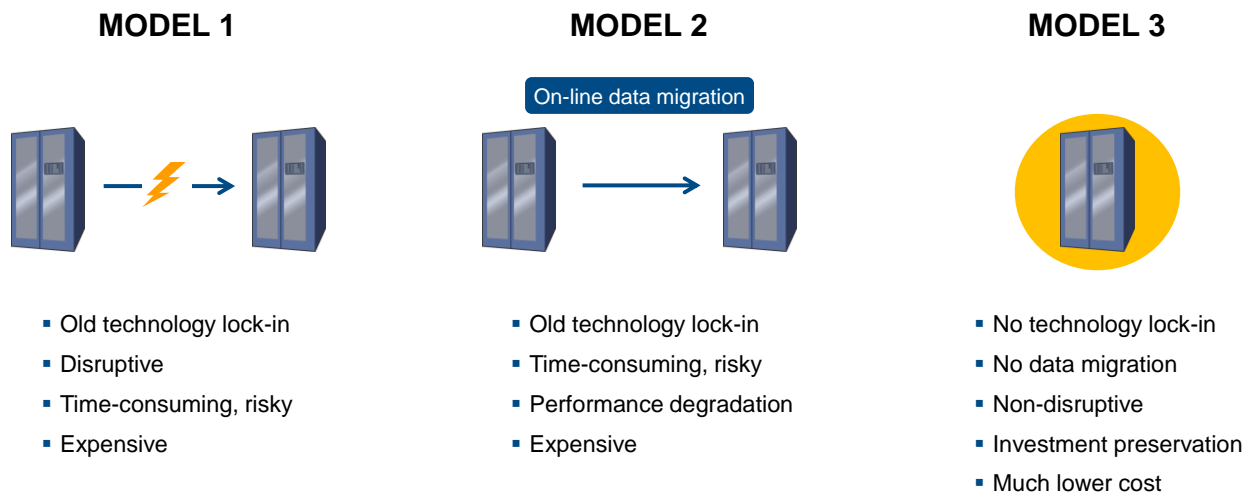 MODEL 1
Old technology lock-in
Disruptive
Time-consuming, risky
Expensive
MODEL 2
On-line data migration
Old technology lock-in
Time-consuming, risky
Performance degradation
Expensive
MODEL 3
No technology lock-in
No data migration
Non-disruptive
Investment preservation
Much lower cost